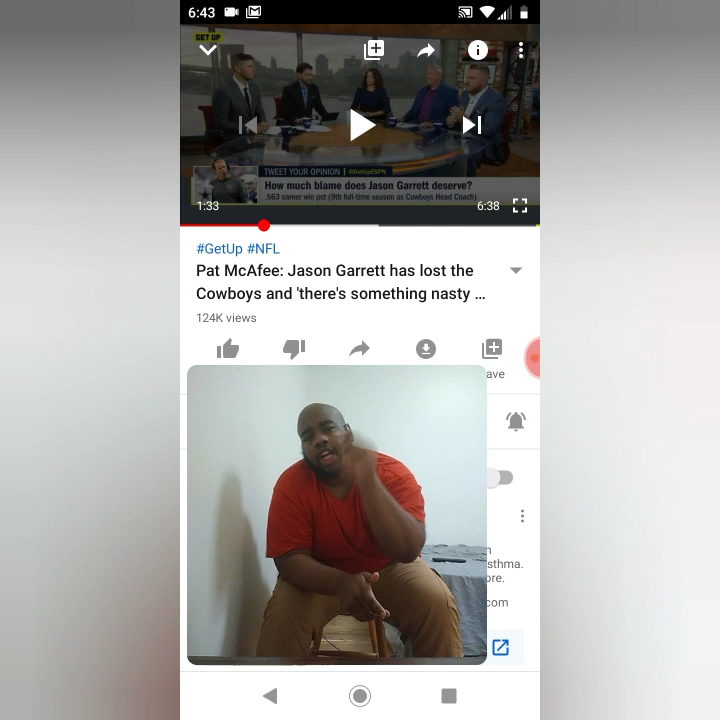 6:43
GET UP
TWEET YOUR OPINION | @GetUpESPN
How much blame does Jason Garrett deserve?
.563 career win pct (9th full-time season as Cowboys Head Coach)
1:33
6:38
#GetUp #NFL
Pat McAfee: Jason Garrett has lost the
Cowboys and 'there's something nasty ...
124K views
ave
sthma.
ore.
com